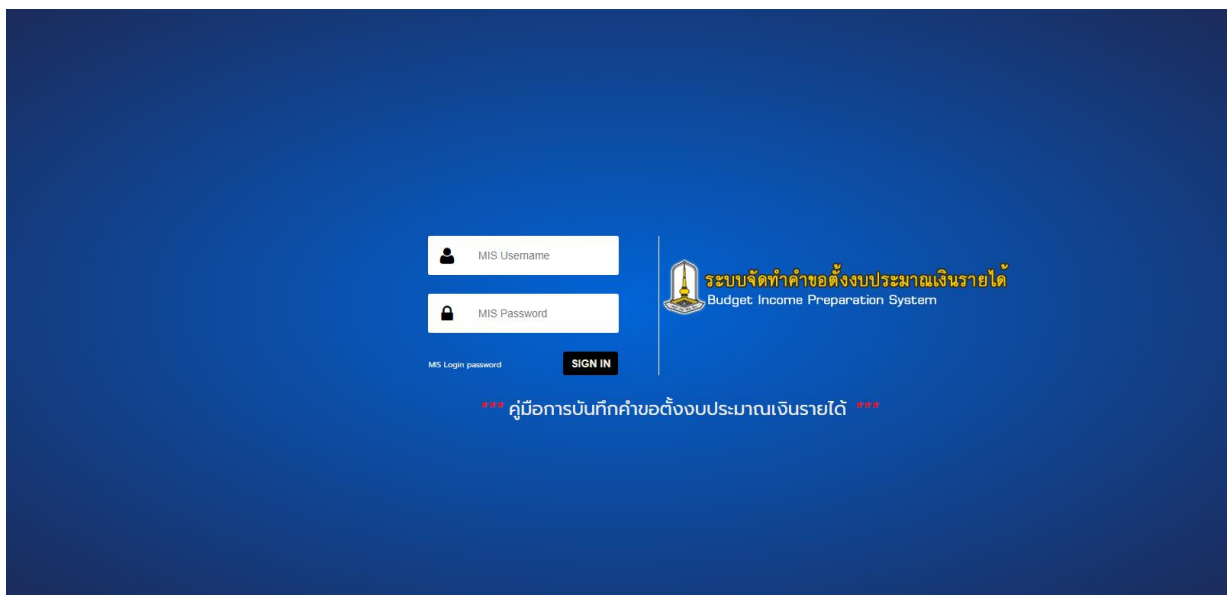 MIS Username
MIS Password
MIS Login password
SIGN IN
ระบบจัดทำคำขอตั้งงบประมาณเงินรายได้
Budget Income Preparation System
*** คู่มือการบันทึกคำขอตั้งงบประมาณเงินรายได้ ***